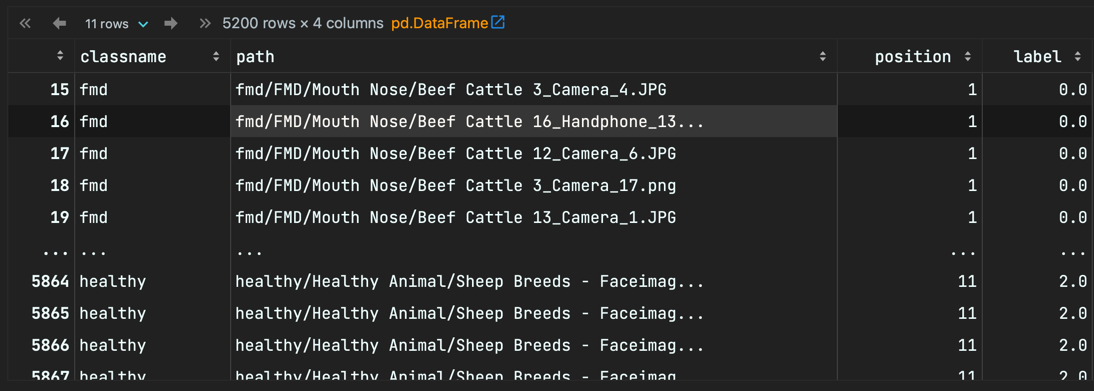 11 rows 5200 rows × 4 columns pd.DataFrame
classname path position label
15 fmd fmd/FMD/Mouth Nose/Beef Cattle 3_Camera_4.JPG 1 0.0
16 fmd fmd/FMD/Mouth Nose/Beef Cattle 16_Handphone_13... 1 0.0
17 fmd fmd/FMD/Mouth Nose/Beef Cattle 12_Camera_6.JPG 1 0.0
18 fmd fmd/FMD/Mouth Nose/Beef Cattle 3_Camera_17.png 1 0.0
19 fmd fmd/FMD/Mouth Nose/Beef Cattle 13_Camera_1.JPG 1 0.0
... ... ... ... ...
5864 healthy healthy/Healthy Animal/Sheep Breeds - Faceimag... 11 2.0
5865 healthy healthy/Healthy Animal/Sheep Breeds - Faceimag... 11 2.0
5866 healthy healthy/Healthy Animal/Sheep Breeds - Faceimag... 11 2.0
5867 healthy healthy/Healthy Animal/Sheep Breeds - Faceimag... 11 2.0